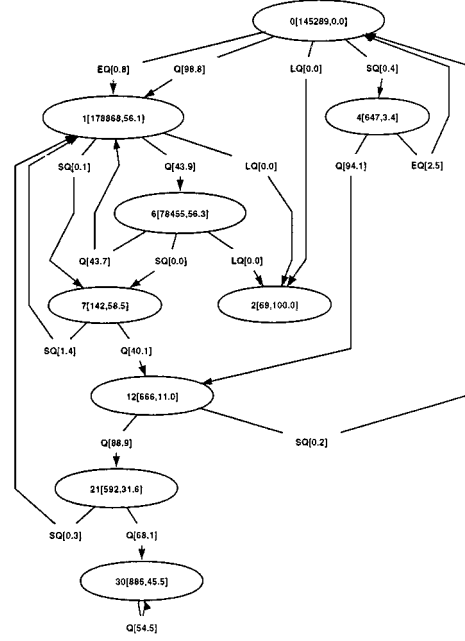 0[145289,0.0]
EQ[0.8]
Q[98.8]
LQ[0.0]
SQ[0.4]
1[178868,56.1]
4[647,3.4]
SQ[0.1]
Q[43.9]
LQ[0.0]
Q[94.1]
EQ[2.5]
6[78455,56.3]
Q[43.7]
SQ[0.0]
LQ[0.0]
7[142,58.5]
2[69,100.0]
SQ[1.4]
Q[40.1]
12[666,11.0]
Q[88.9]
SQ[0.2]
21[592,31.6]
SQ[0.3]
Q[68.1]
30[885,45.5]
Q[54.5]